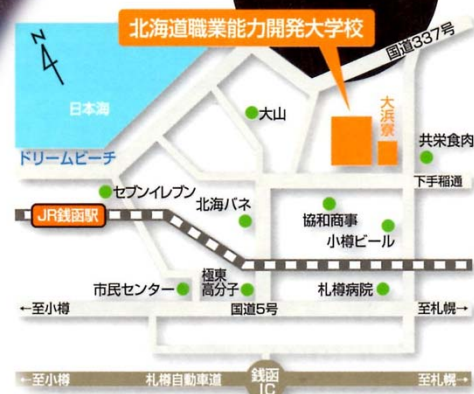 北海道職業能力開発大学校
国道337号
N
日本海
大山
大浜寮
共栄食肉
ドリームビーチ
下手稲通
セブンイレブン
JR銭函駅
北海バネ
協和商事
小樽ビール
市民センター
極東
高分子
札樽病院
←至小樽
国道5号
至札幌→
←至小樽
札樽自動車道
銭函
IC
至札幌→